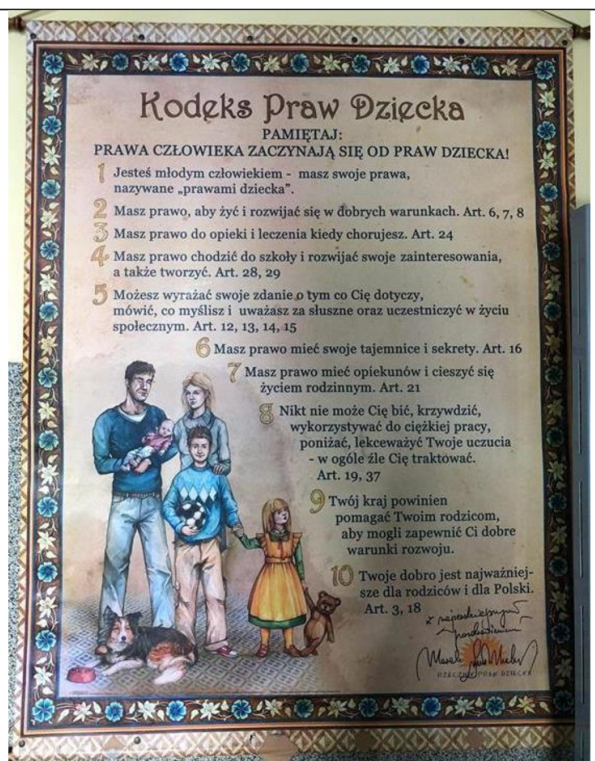 Kodeks Praw Dziecka
PAMIĘTAJ:
PRAWA CZŁOWIEKA ZACZYNAJĄ SIĘ OD PRAW DZIECKA!
1 Jesteś młodym człowiekiem - masz swoje prawa,
nazywane „prawami dziecka".
2 Masz prawo, aby żyć i rozwijać się w dobrych warunkach. Art. 6, 7, 8
3 Masz prawo do opieki i leczenia kiedy chorujesz. Art. 24
4 Masz prawo chodzić do szkoły i rozwijać swoje zainteresowania,
a także tworzyć. Art. 28, 29
5 Możesz wyrażać swoje zdanie o tym co Cię dotyczy,
mówić, co myślisz i uważasz za słuszne oraz uczestniczyć w życiu
społecznym. Art. 12, 13, 14, 15
6 Masz prawo mieć swoje tajemnice i sekrety. Art. 16
7 Masz prawo mieć opiekunów i cieszyć się
życiem rodzinnym. Art. 21
8 Nikt nie może Cię bić, krzywdzić,
wykorzystywać do ciężkiej pracy,
poniżać, lekceważyć Twoje uczucia
- w ogóle źle Cię traktować.
Art. 19, 37
9 Twój kraj powinien
pomagać Twoim rodzicom,
aby mogli zapewnić Ci dobre
warunki rozwoju.
10 Twoje dobro jest najważniej-
sze dla rodziców i dla Polski.
Art. 3, 18
Marek
RZECZNIK PRAW DZIECKA